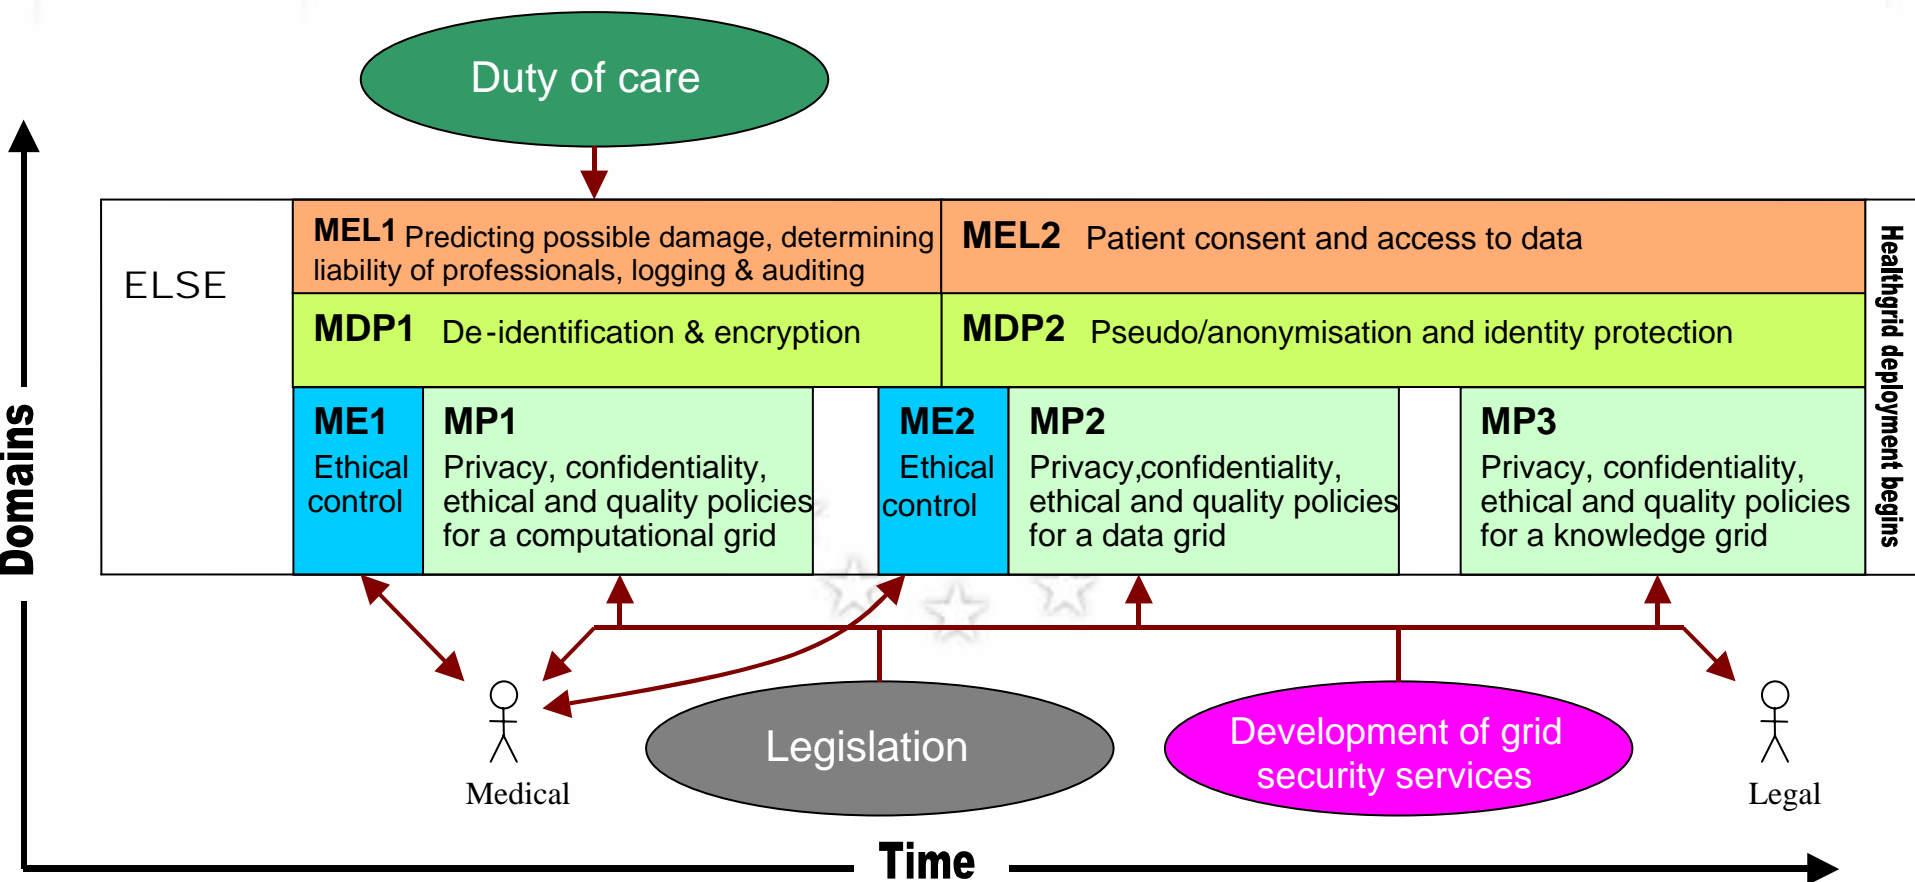 Duty of care
ELSE
MEL1 Predicting possible damage, determining
liability of professionals, logging & auditing
MEL2 Patient consent and access to data
MDP1 De-identification & encryption
MDP2 Pseudo/anonymisation and identity protection
ME1
Ethical
control
MP1
Privacy, confidentiality,
ethical and quality policies
for a computational grid
ME2
Ethical
control
MP2
Privacy,confidentiality,
ethical and quality policies
for a data grid
MP3
Privacy, confidentiality,
ethical and quality policies
for a knowledge grid
Healthgrid deployment begins
Domains
Medical
Legislation
Development of grid
security services
Legal
Time